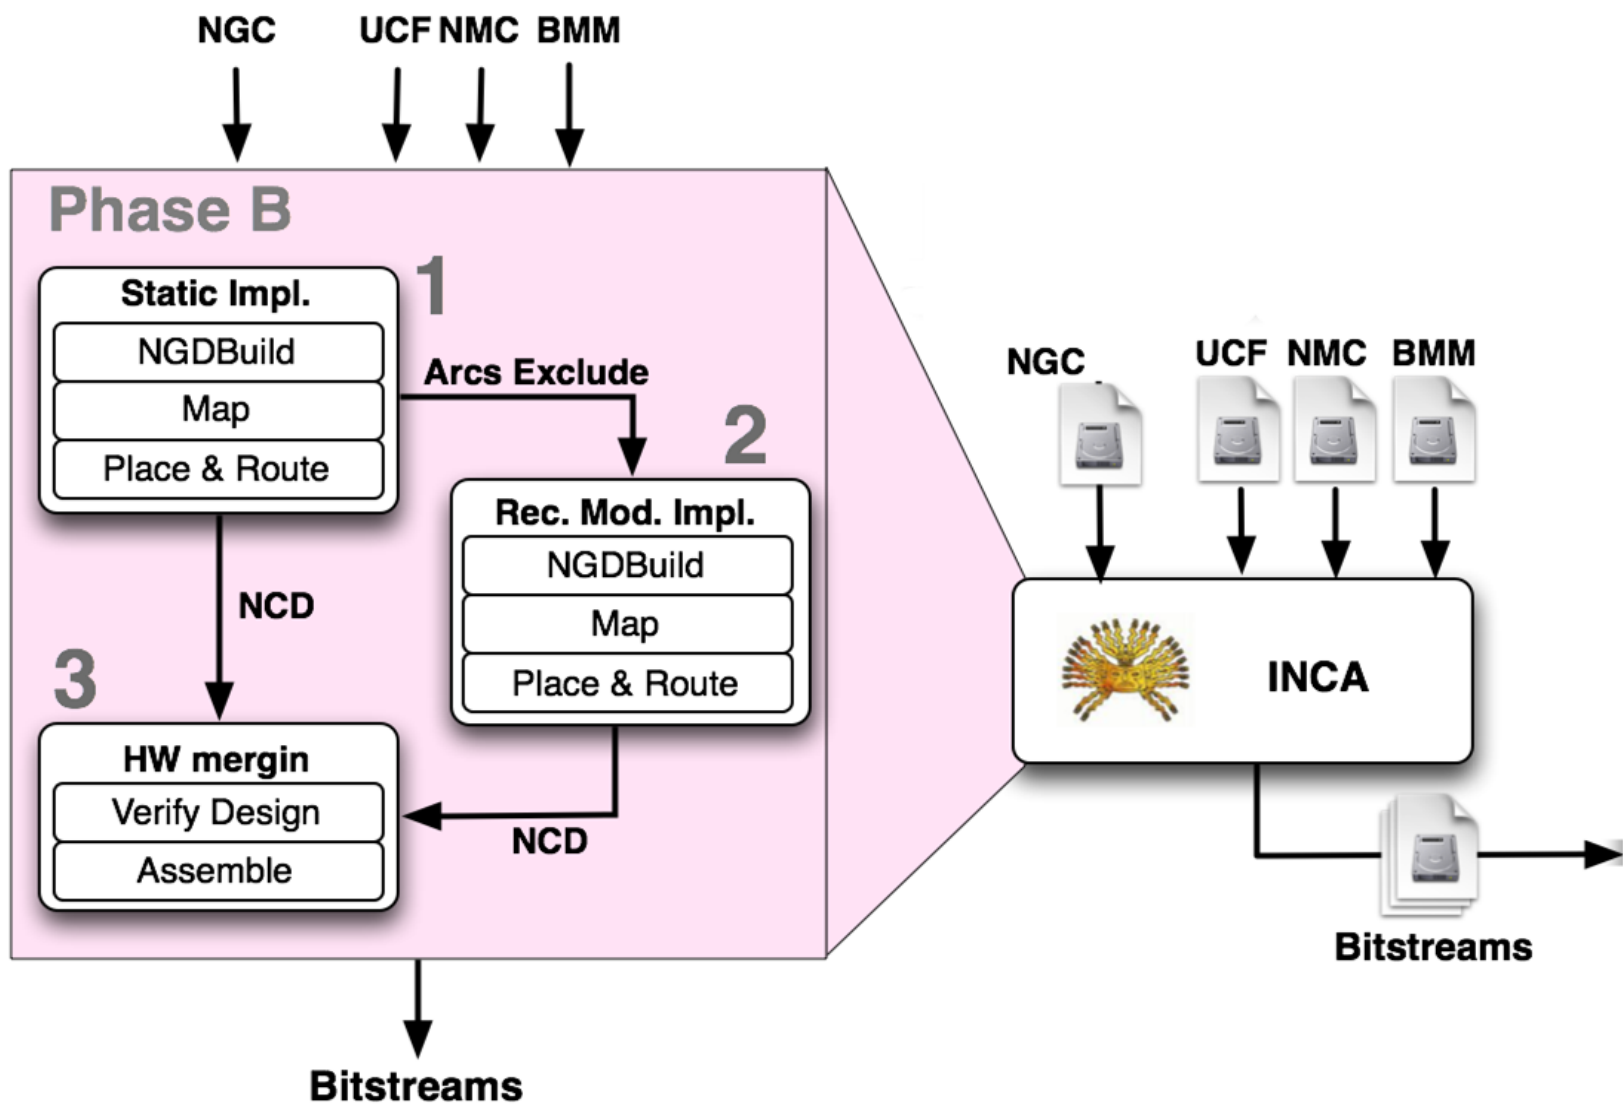 NGC UCF NMC BMM
Phase B
1
Static Impl.
NGDBuild
Map
Place & Route
Arcs Exclude
2
Rec. Mod. Impl.
NGDBuild
Map
Place & Route
NCD
3
HW mergin
Verify Design
Assemble
NCD
Bitstreams
NGC UCF NMC BMM
INCA
Bitstreams